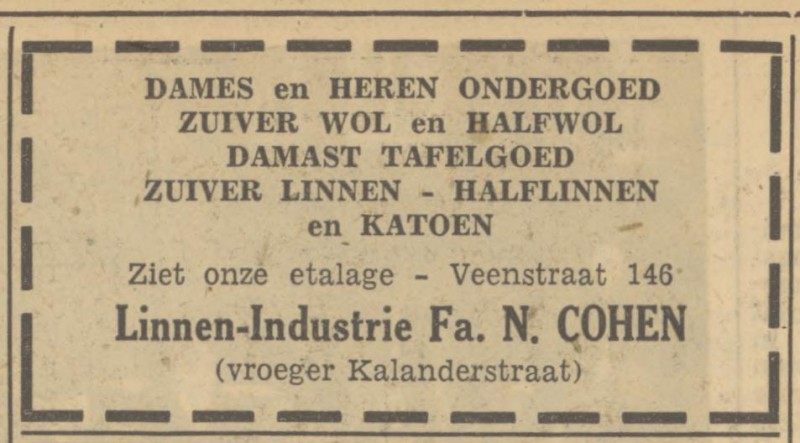 DAMES en HEREN ONDERGOED
ZUIVER WOL en HALFWOL
DAMAST TAFELGOED
ZUIVER LINNEN - HALFLINNEN
en KATOEN
Ziet onze etalage - Veenstraat 146
Linnen-Industrie Fa. N. COHEN
(vroeger Kalanderstraat)